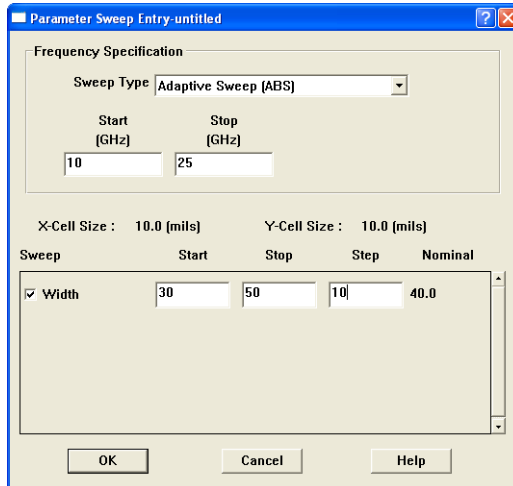 Parameter Sweep Entry-untitled
Frequency Specification
Sweep Type Adaptive Sweep (ABS)
Start Stop
(GHz) (GHz)
10 25
X-Cell Size : 10.0 (mils) Y-Cell Size : 10.0 (mils)
Sweep Start Stop Step Nominal
Width 30 50 10 40.0
OK Cancel Help